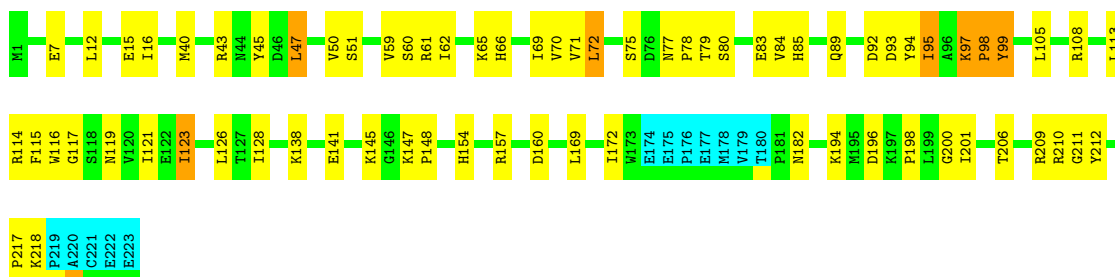 M1 E7 L12 E15 I16 M40 R43 N44 Y45 D46 L47 V50 S51 V59 S60 R61 I62 K65 H66 I69 V70 V71 L72 S75 D76 N77 P78 T79 S80 E83 V84 H85 Q89 D92 D93 Y94 I95 A96 K97 P98 Y99 L105 R108 L113
R114 F115 W116 G117 S118 N119 V120 I121 E122 I123 L126 T127 I128 K138 E141 K145 G146 K147 P148 H154 R157 D160 L169 I172 W173 E174 E175 P176 E177 M178 V179 T180 P181 N182 K194 M195 D196 K197 P198 L199 G200 I201 T206 R209 R210 G211 Y212
P217 K218 P219 A220 C221 E222 E223